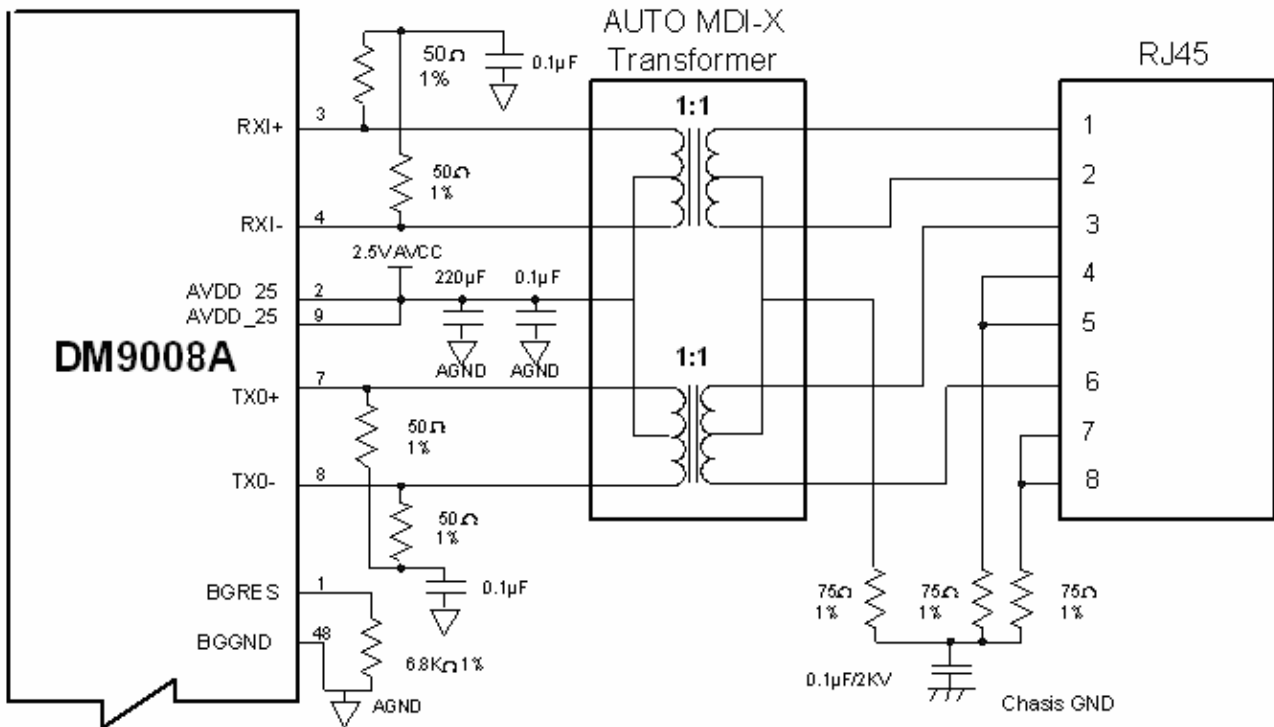 AUTO MDI-X
Transformer
RJ45
50Ω
1%
0.1µF
1:1
RXI+
3
1
50Ω
1%
2
RXI-
4
3
2.5V AVCC
220µF
0.1µF
4
AVDD_25
2
AVDD_25
9
5
DM9008A
AGND
AGND
1:1
TX0+
7
6
50Ω
1%
7
TX0-
8
8
50Ω
1%
BGRES
1
0.1µF
75Ω
1%
75Ω
1%
75Ω
1%
BGGND
48
6.8KΩ 1%
0.1µF/2KV
AGND
Chasis GND